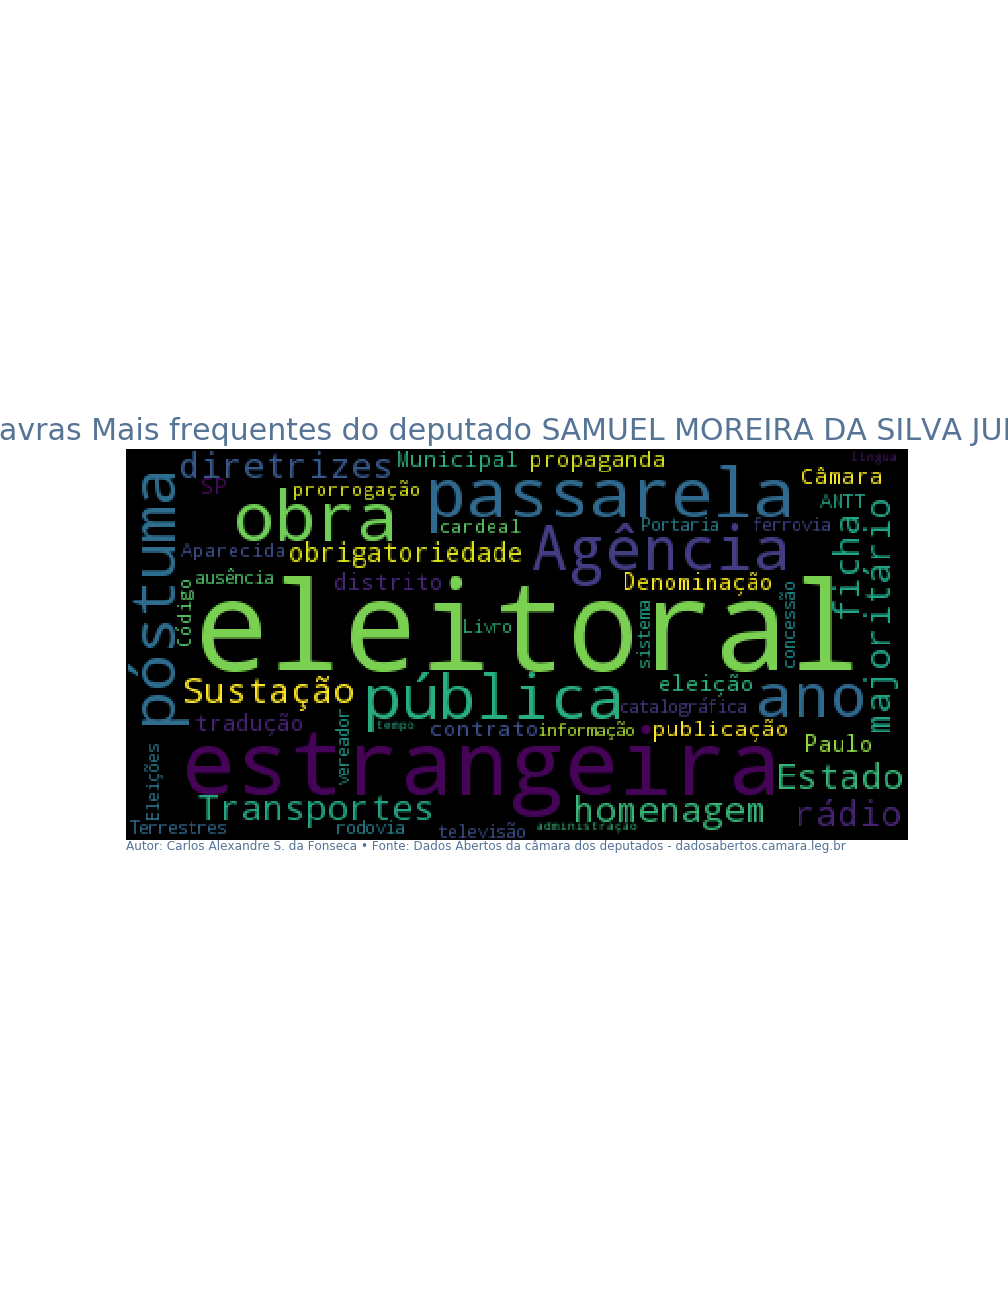 avras Mais frequentes do deputado SAMUEL MOREIRA DA SILVA JU
diretrizes
Municipal
propaganda
língua
SP
prorrogação
passarela
Câmara
póstuma
obra
cardeal
Portaria
ferrovia
ANTT
Aparecida
obrigatoriedade
Agência
ficha
majoritário
Código
ausência
distrito
Denominação
eleitoral
Livro
sistema
concessão
Sustação
pública
eleição
catalográfica
ano
tradução
vereador
tempo
contrato
informação
publicação
Paulo
Eleições
estrangeira
Estado
Transportes
homenagem
rádio
Terrestres
rodovia
televisão
administração
Autor: Carlos Alexandre S. da Fonseca • Fonte: Dados Abertos da câmara dos deputados - dadosabertos.camara.leg.br